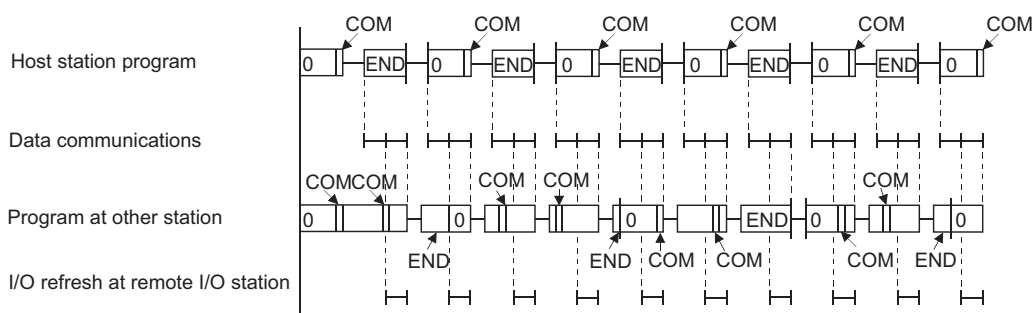 COM COM COM COM COM COM
Host station program 0 END 0 END 0 END 0 END 0 END 0
Data communications
COM COM COM COM COM
Program at other station 0 0 0 END 0 0
END END COM COM COM END
I/O refresh at remote I/O station